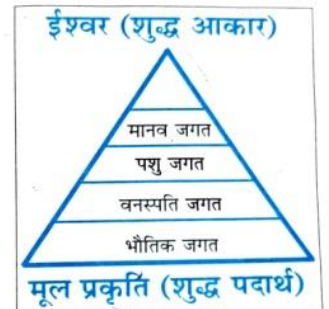 ईश्वर (शुद्ध आकार)
मानव जगत
पशु जगत
वनस्पति जगत
भौतिक जगत
मूल प्रकृति (शुद्ध पदार्थ)